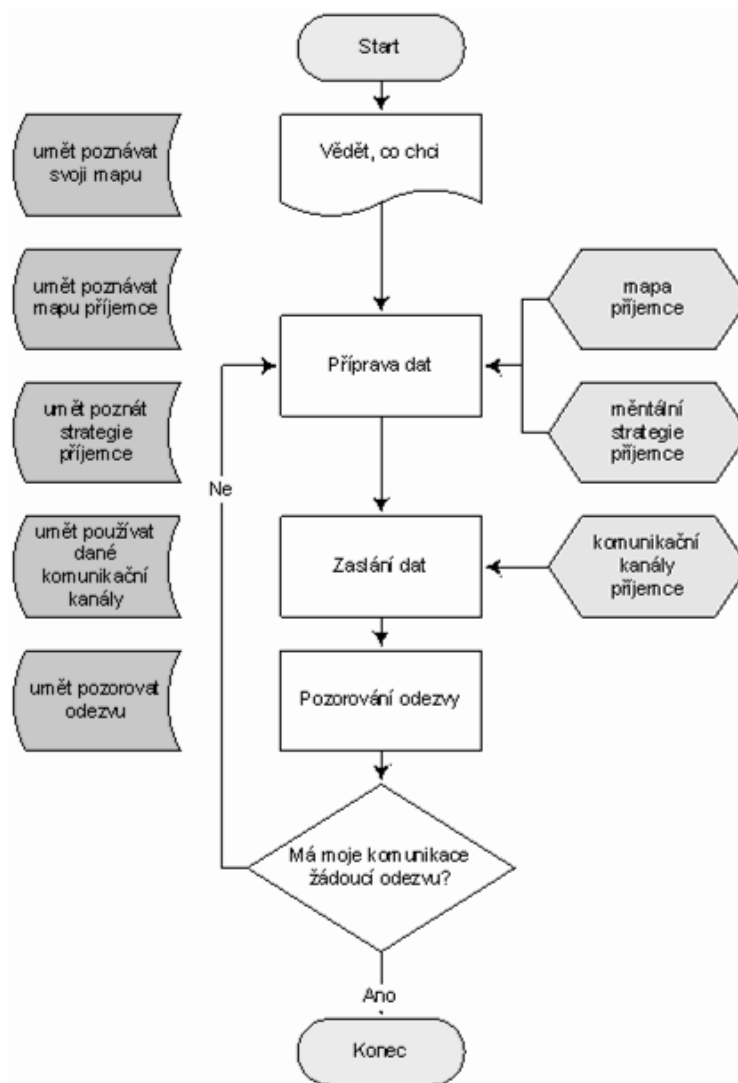 Start
umět poznávat
svoji mapu
Vědět, co chci
umět poznávat
mapu příjemce
mapa
příjemce
Příprava dat
umět poznát
strategie
příjemce
měntální
strategie
příjemce
Ne
umět používat
dané
komunikační
kanály
Zaslání dat
komunikační
kanály
příjemce
umět pozorovat
odezvu
Pozorování odezvy
Má moje komunikace
žádoucí odezvu?
Ano
Konec